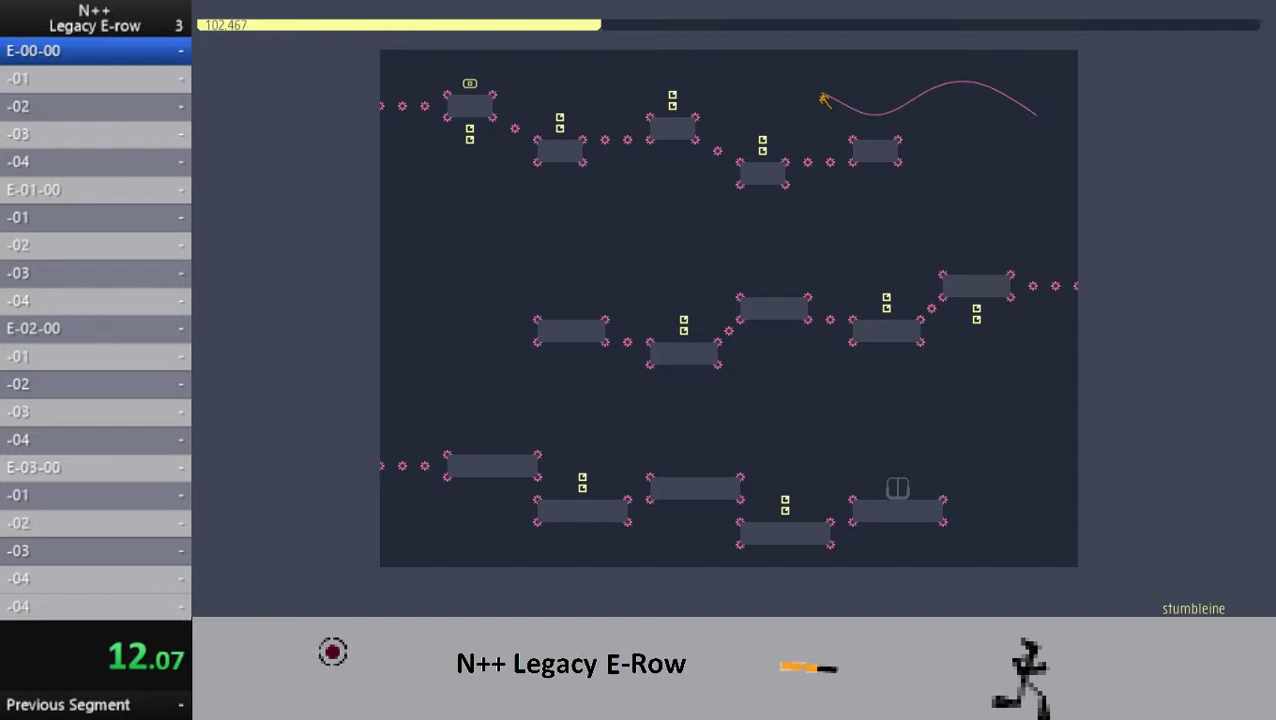 N++
Legacy E-row 3
102.467
E-00-00 -
-01 -
-02 -
-03 -
-04 -
E-01-00 -
-01 -
-02 -
-03 -
-04 -
E-02-00 -
-01 -
-02 -
-03 -
-04 -
E-03-00 -
-01 -
-02 -
-03 -
-04 -
-04 -
stumbleine
12.07
N++ Legacy E-Row
Previous Segment -